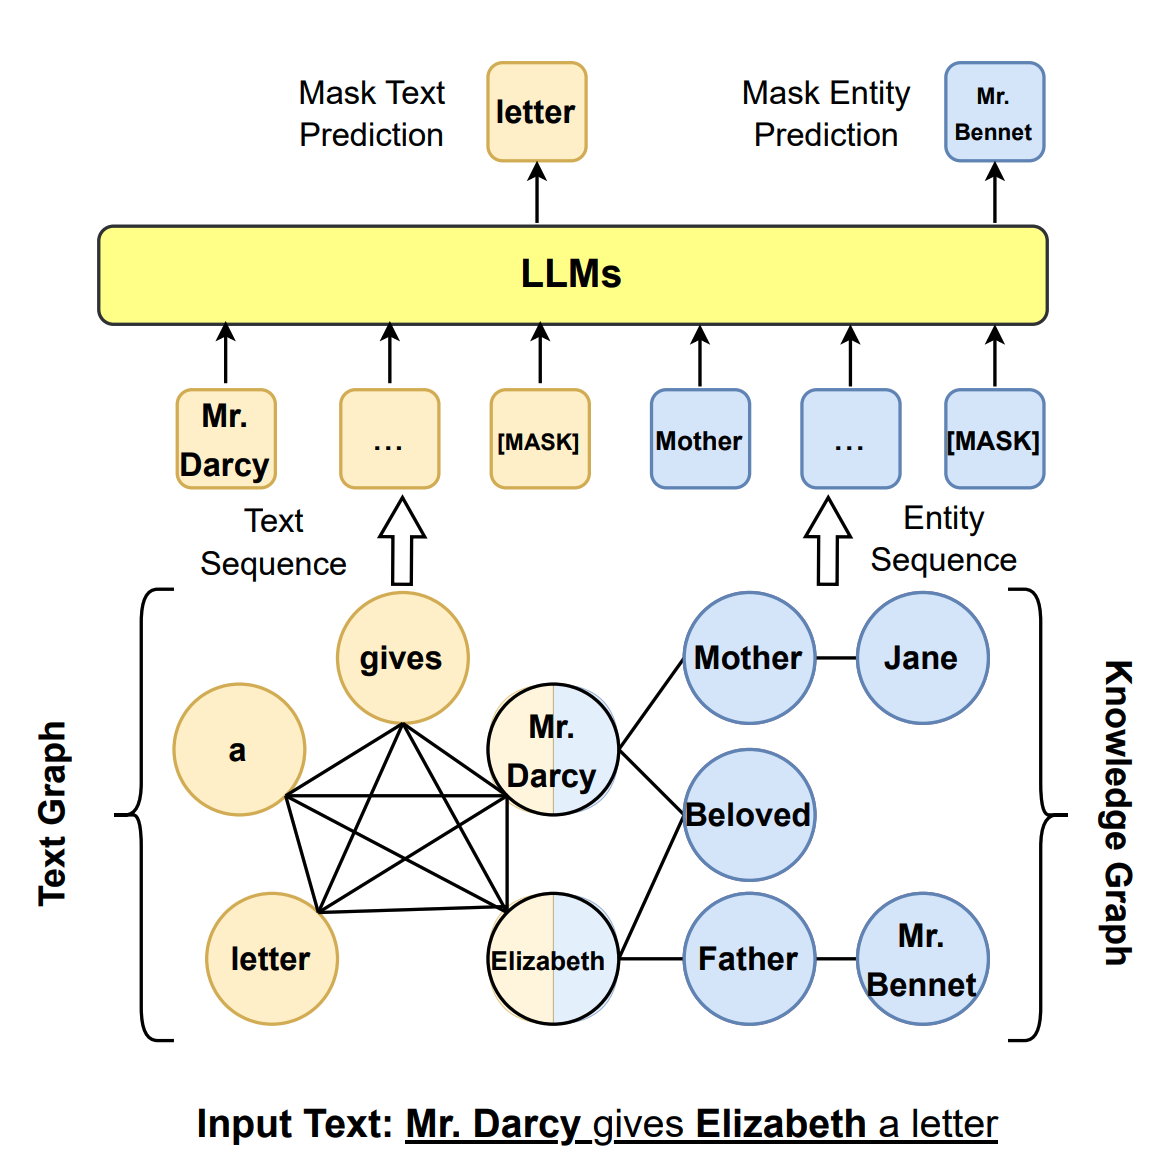 Mask Text
Prediction
letter
Mask Entity
Prediction
Mr.
Bennet
LLMs
Mr.
Darcy
...
[MASK]
Mother
...
[MASK]
Text
Sequence
Entity
Sequence
Text Graph
gives
a
Mr.
Darcy
letter
Elizabeth
Mother
Jane
Beloved
Father
Mr.
Bennet
Knowledge Graph
Input Text: Mr. Darcy gives Elizabeth a letter